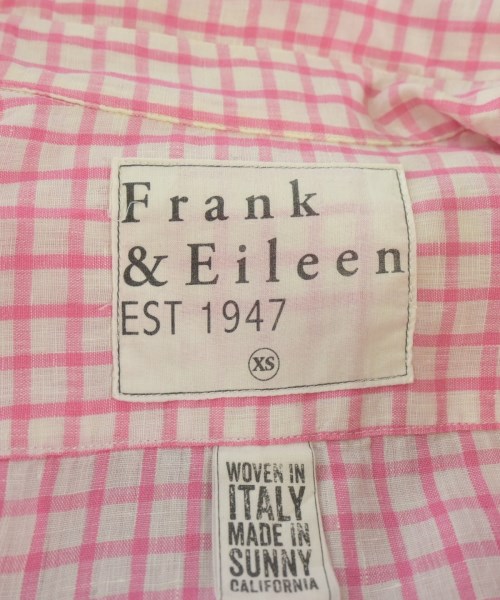 Frank
& Eileen
EST 1947
XS
WOVEN IN
ITALY
MADE IN
SUNNY
CALIFORNIA